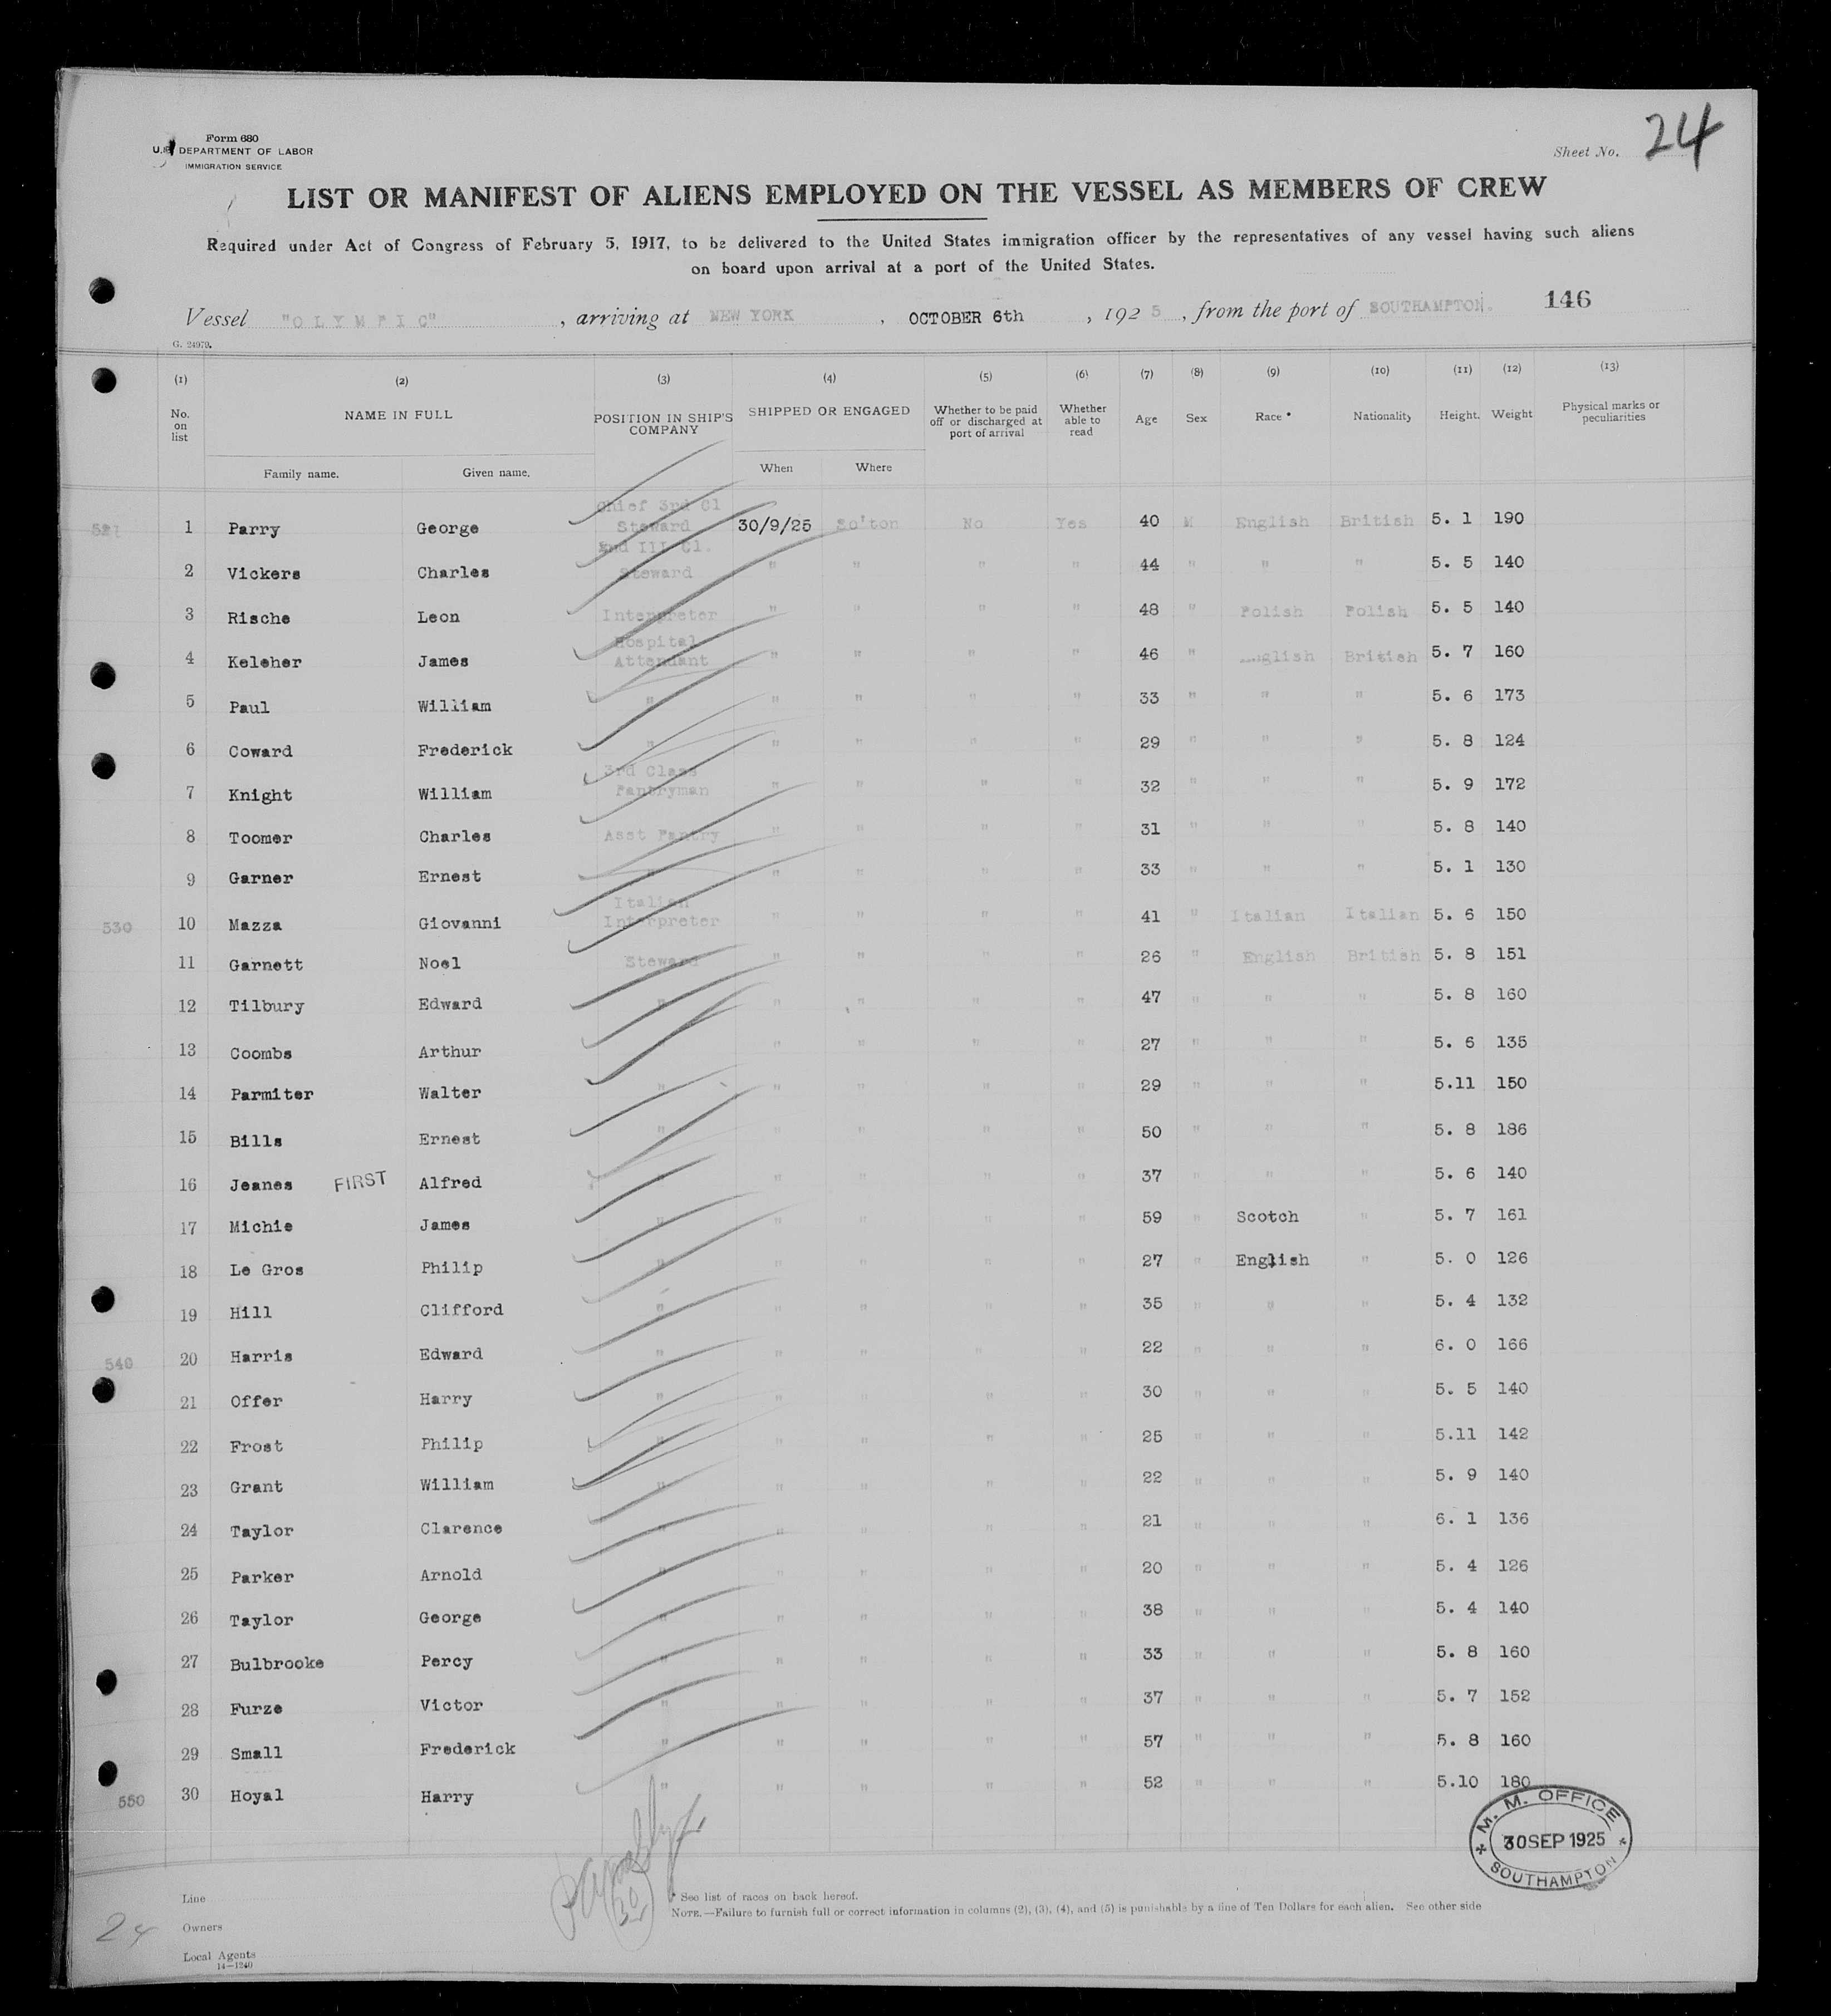 Form 680
U.S. DEPARTMENT OF LABOR
IMMIGRATION SERVICE
Sheet No. 24
LIST OR MANIFEST OF ALIENS EMPLOYED ON THE VESSEL AS MEMBERS OF CREW
Required under Act of Congress of February 5, 1917, to be delivered to the United States immigration officer by the representatives of any vessel having such aliens
on board upon arrival at a port of the United States.
Vessel "OLYMPIC", arriving at NEW YORK, OCTOBER 6th, 1925, from the port of SOUTHAMPTON. 146
G. 24979.
(1) (2) (3) (4) (5) (6) (7) (8) (9) (10) (11) (12) (13)
No. on list NAME IN FULL POSITION IN SHIP'S COMPANY SHIPPED OR ENGAGED Whether to be paid off or discharged at port of arrival Whether able to read Age Sex Race * Nationality Height. Weight Physical marks or peculiarities
Family name. Given name. When Where
521 1 Parry George Chief 3rd Cl Steward 30/9/25 So'ton No Yes 40 M English British 5. 1 190
2 Vickers Charles 2nd III Cl. Steward " " " " 44 " " " 5. 5 140
3 Rische Leon Interpreter " " " " 48 " Polish Polish 5. 5 140
4 Keleher James Hospital Attendant " " " " 46 " English British 5. 7 160
5 Paul William " " " " " 33 " " " 5. 6 173
6 Coward Frederick " " " " " 29 " " " 5. 8 124
7 Knight William 3rd Class Pantryman " " " " 32 " " " 5. 9 172
8 Toomer Charles Asst Pantry " " " " 31 " " " 5. 8 140
9 Garner Ernest " " " " " 33 " " " 5. 1 130
530 10 Mazza Giovanni Italian Interpreter " " " " 41 " Italian Italian 5. 6 150
11 Garnett Noel Steward " " " " 26 " English British 5. 8 151
12 Tilbury Edward " " " " " 47 " " " 5. 8 160
13 Coombs Arthur " " " " " 27 " " " 5. 6 135
14 Parmiter Walter " " " " " 29 " " " 5.11 150
15 Bills Ernest " " " " " 50 " " " 5. 8 186
16 Jeanes FIRST Alfred " " " " " 37 " " " 5. 6 140
17 Michie James " " " " " 59 " Scotch " 5. 7 161
18 Le Gros Philip " " " " " 27 " English " 5. 0 126
19 Hill Clifford " " " " " 35 " " " 5. 4 132
540 20 Harris Edward " " " " " 22 " " " 6. 0 166
21 Offer Harry " " " " " 30 " " " 5. 5 140
22 Frost Philip " " " " " 25 " " " 5.11 142
23 Grant William " " " " " 22 " " " 5. 9 140
24 Taylor Clarence " " " " " 21 " " " 6. 1 136
25 Parker Arnold " " " " " 20 " " " 5. 4 126
26 Taylor George " " " " " 38 " " " 5. 4 140
27 Bulbrooke Percy " " " " " 33 " " " 5. 8 160
28 Furze Victor " " " " " 37 " " " 5. 7 152
29 Small Frederick " " " " " 57 " " " 5. 8 160
550 30 Hoyal Harry " " " " " 52 " " " 5.10 180
M. M. OFFICE
30 SEP 1925
SOUTHAMPTON
30
Line
* See list of races on back hereof.
NOTE.—Failure to furnish full or correct information in columns (2), (3), (4), and (5) is punishable by a fine of Ten Dollars for each alien. See other side
24
Owners
Local Agents
14—1240